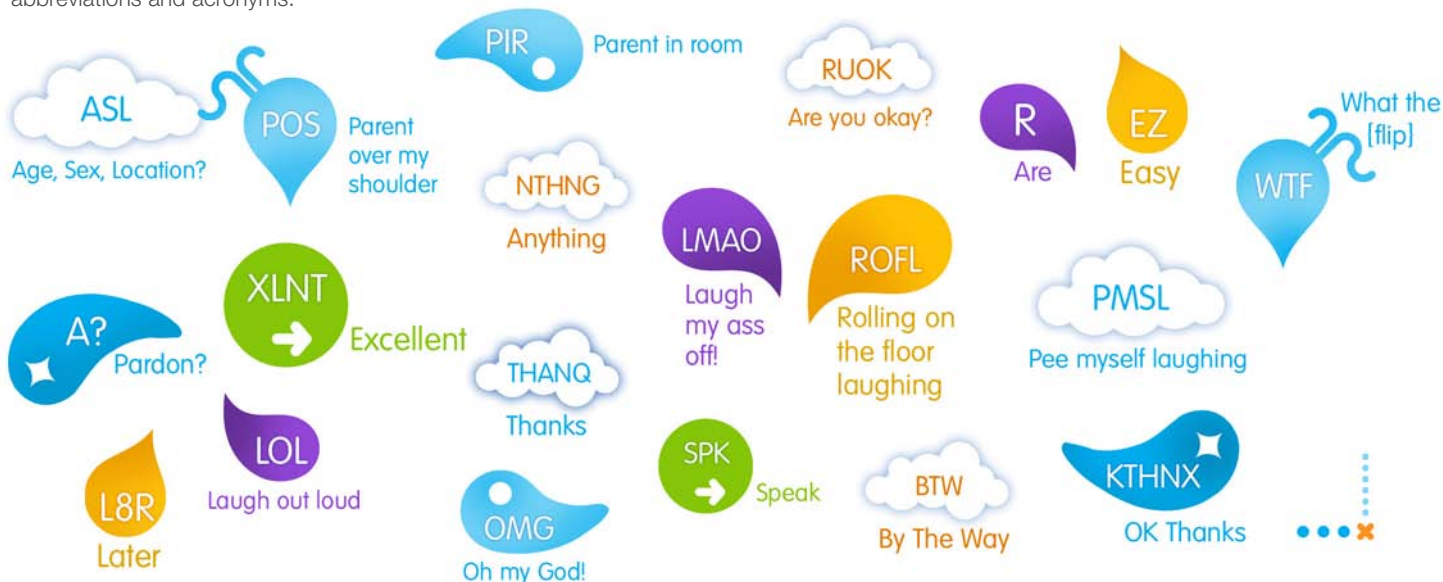 abbreviations and acronyms.
PIR
Parent in room
RUOK
Are you okay?
ASL
Age, Sex, Location?
POS
Parent
over my
shoulder
R
Are
EZ
Easy
What the
[flip]
WTF
NTHNG
Anything
LMAO
Laugh
my ass
off!
ROFL
Rolling on
the floor
laughing
PMSL
Pee myself laughing
A?
Pardon?
XLNT
Excellent
THANQ
Thanks
L8R
Later
LOL
Laugh out loud
OMG
Oh my God!
SPK
Speak
BTW
By The Way
KTHNX
OK Thanks